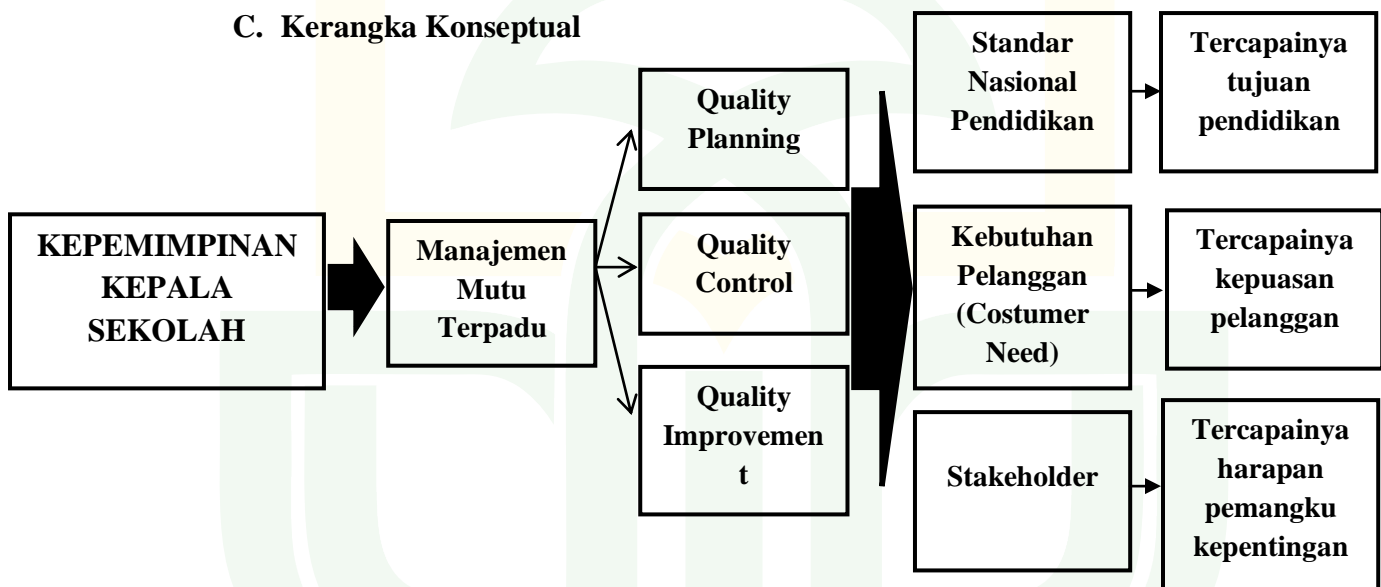 C. Kerangka Konseptual
KEPEMIMPINAN
KEPALA
SEKOLAH
Manajemen
Mutu
Terpadu
Quality
Planning
Quality
Control
Quality
Improvemen
t
Standar
Nasional
Pendidikan
Tercapainya
tujuan
pendidikan
Kebutuhan
Pelanggan
(Costumer
Need)
Tercapainya
kepuasan
pelanggan
Stakeholder
Tercapainya
harapan
pemangku
kepentingan